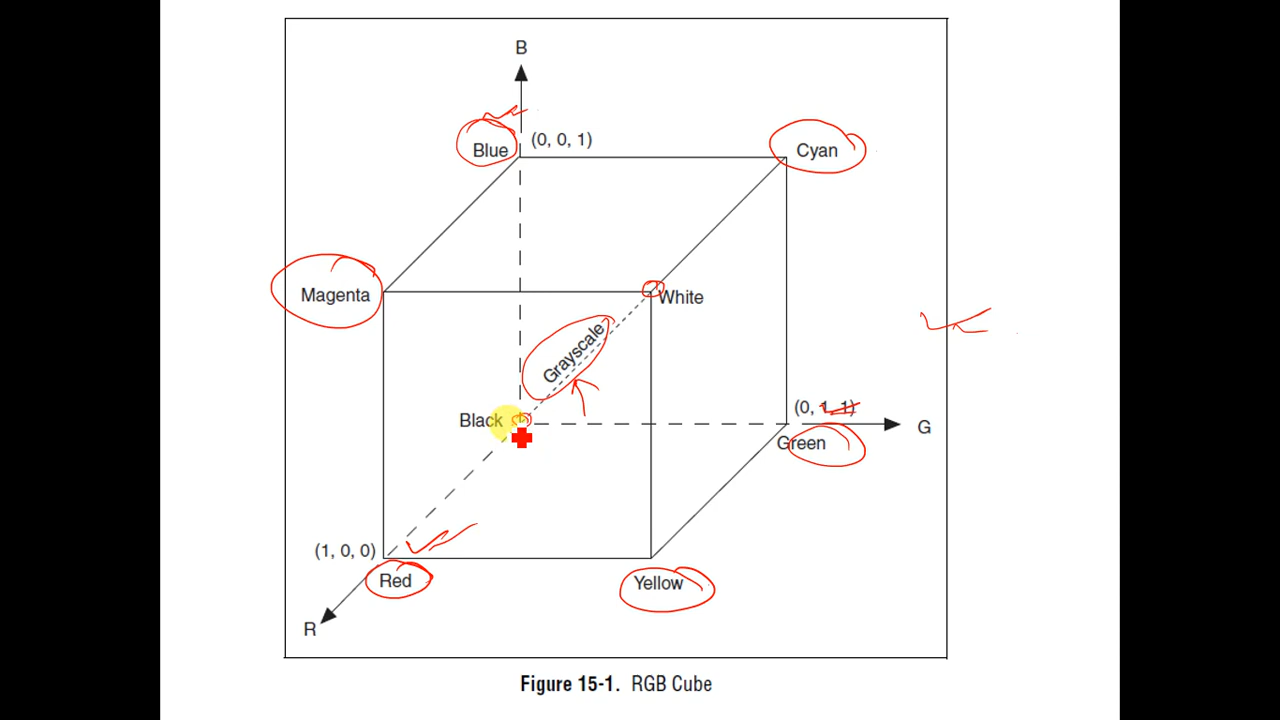 B
Blue
(0, 0, 1)
Cyan
Magenta
White
Grayscale
Black
(0, 1, 1)
G
Green
(1, 0, 0)
Red
Yellow
R
Figure 15-1. RGB Cube